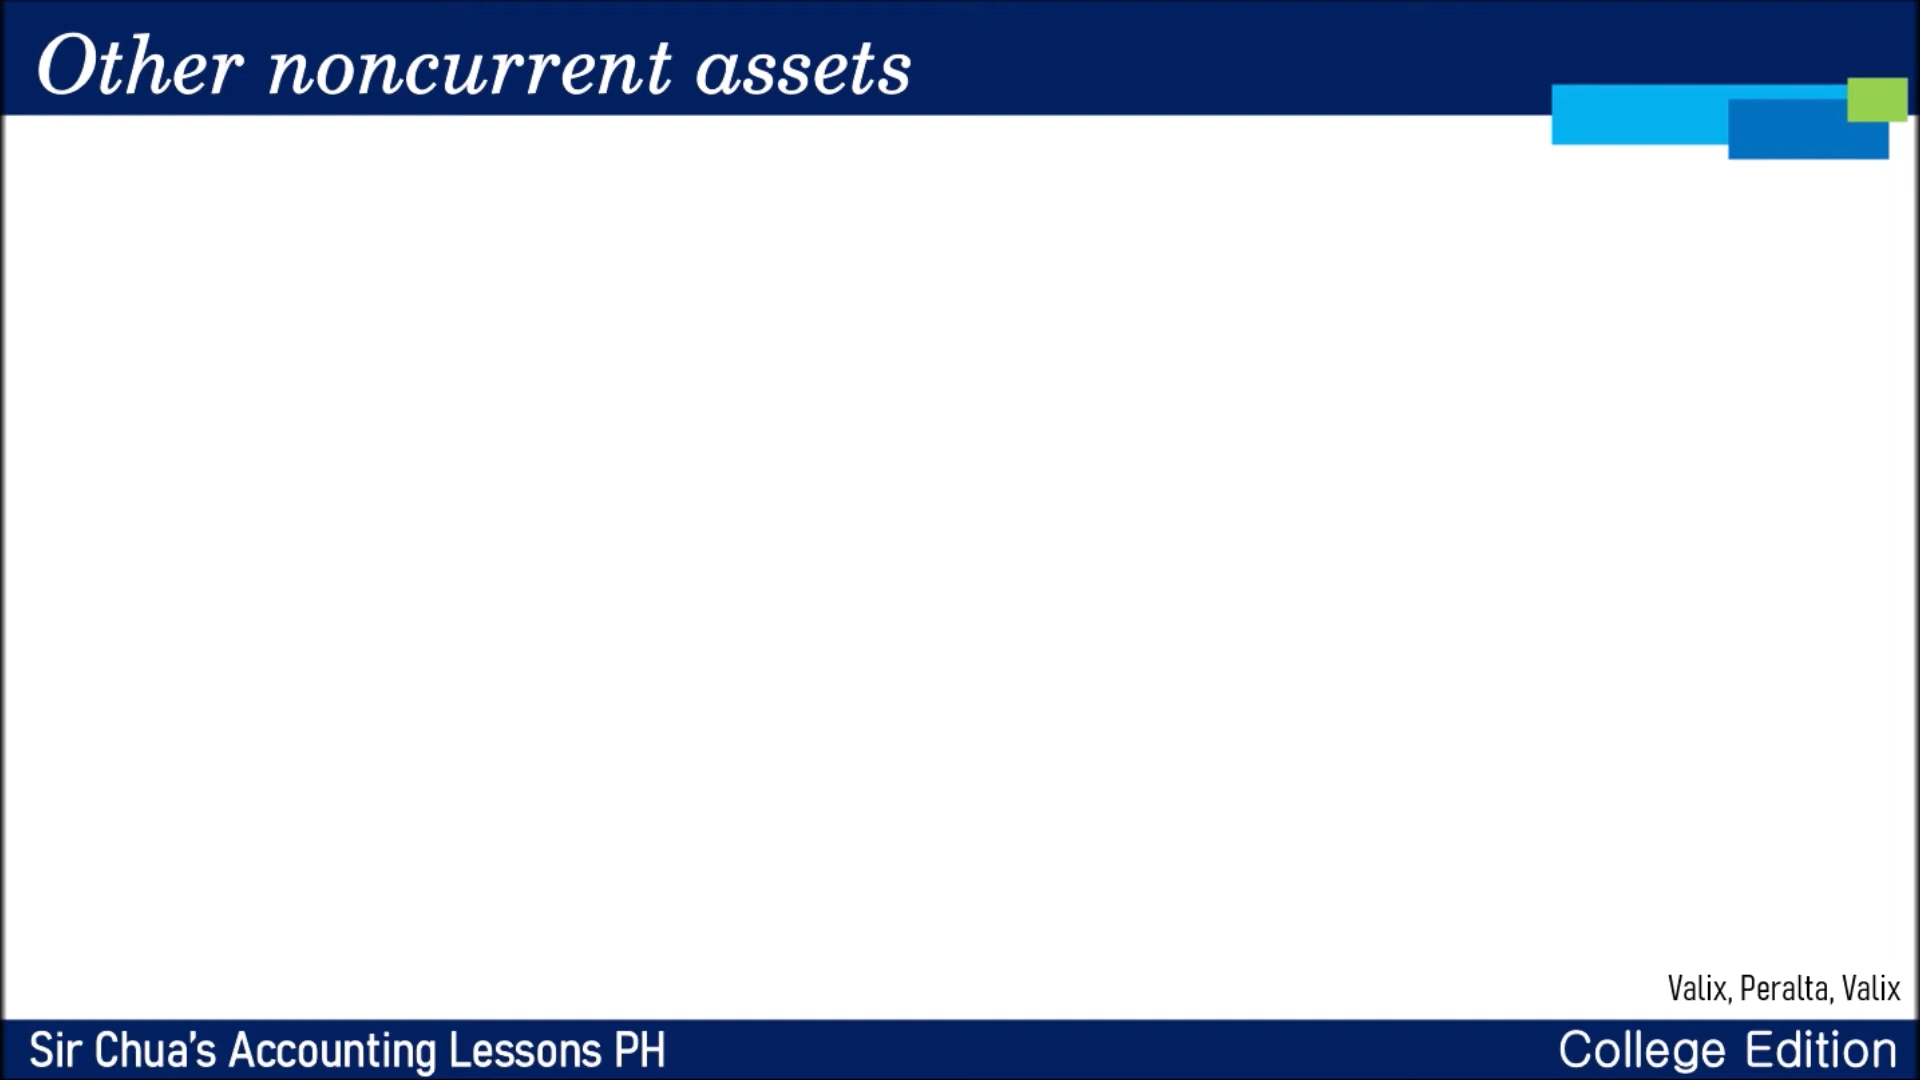 Other noncurrent assets
Valix, Peralta, Valix
Sir Chua's Accounting Lessons PH
College Edition